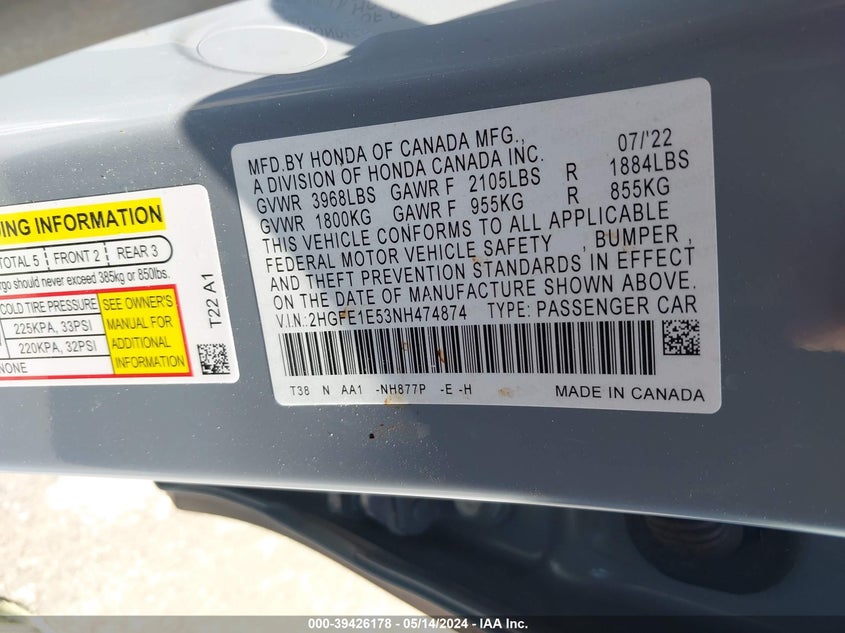 MFD.BY HONDA OF CANADA MFG., 07/'22
A DIVISION OF HONDA CANADA INC.
GVWR 3968LBS GAWR F 2105LBS R 1884LBS
GVWR 1800KG GAWR F 955KG R 855KG
THIS VEHICLE CONFORMS TO ALL APPLICABLE
FEDERAL MOTOR VEHICLE SAFETY , BUMPER ,
AND THEFT PREVENTION STANDARDS IN EFFECT
ON THE DATE OF MANUFACTURE SHOWN ABOVE.
V.I.N.:2HGFE1E53NH474874 TYPE: PASSENGER CAR
T38 N AA1 -NH877P -E -H MADE IN CANADA
ING INFORMATION
TOTAL 5 FRONT 2 REAR 3
rgo should never exceed 385kg or 850lbs.
COLD TIRE PRESSURE
225KPA, 33PSI
220KPA, 32PSI
NONE
SEE OWNER'S
MANUAL FOR
ADDITIONAL
INFORMATION
T22 A1
000-39426178 - 05/14/2024 - IAA Inc.